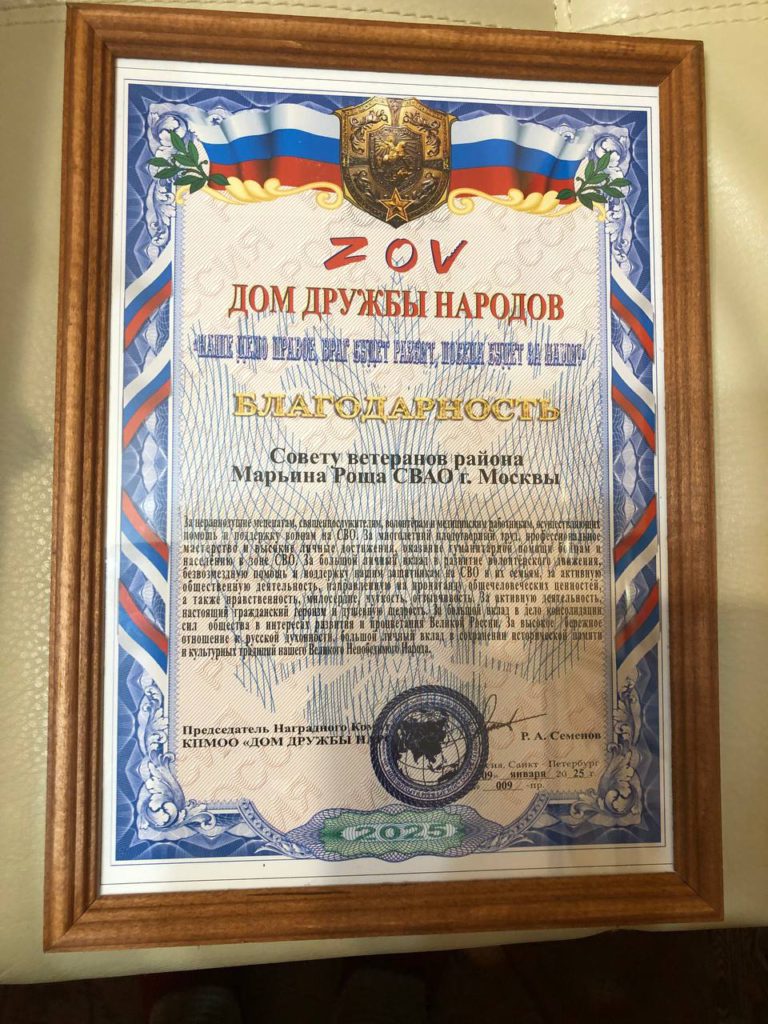 ZOV
ДОМ ДРУЖБЫ НАРОДОВ
«НАШЕ ДЕЛО ПРАВОЕ, ВРАГ БУДЕТ РАЗБИТ, ПОБЕДА БУДЕТ ЗА НАМИ!»
БЛАГОДАРНОСТЬ
Совету ветеранов района
Марьина Роща СВАО г. Москвы
За неравнодушие меценатам, священнослужителям, волонтёрам и медицинским работникам, осуществляющих
помощь и поддержку воинам на СВО. За многолетний плодотворный труд, профессиональное
мастерство и высокие личные достижения, оказание гуманитарной помощи бойцам и
населению в зоне СВО. За большой личный вклад в развитие волонтёрского движения,
безвозмездную помощь и поддержку нашим защитникам на СВО и их семьям, за активную
общественную деятельность, направленную на пропаганду общечеловеческих ценностей,
а также нравственность, милосердие, чуткость, отзывчивость. За активную деятельность,
настоящий гражданский героизм и душевную щедрость. За большой вклад в дело консолидации
сил общества в интересах развития и процветания Великой России. За высокое бережное
отношение к русской духовности, большой личный вклад в сохранении исторической памяти
и культурных традиций нашего Великого Непобедимого Народа.
Председатель Наградного
КПМОО «ДОМ ДРУЖБЫ
Р. А. Семенов
Санкт - Петербург
09 января 2025 г.
009 -пр.
2025